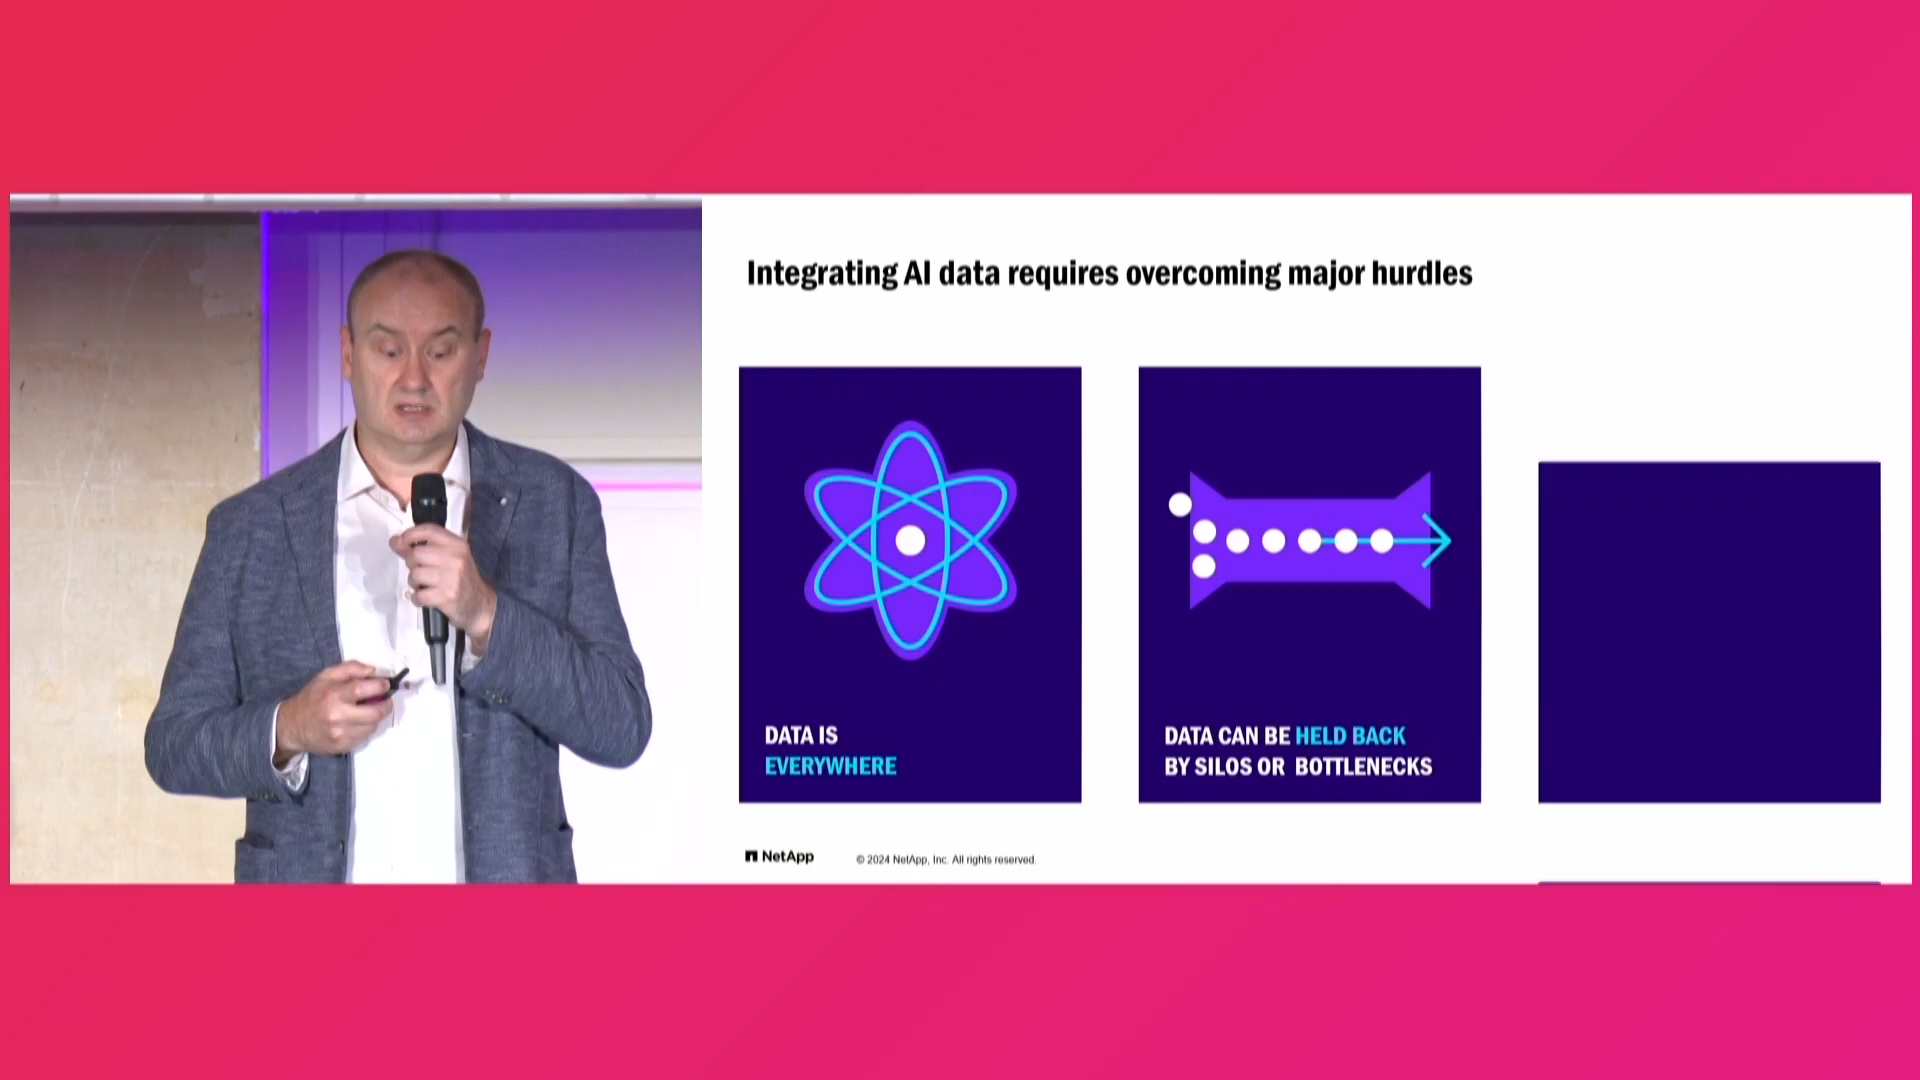 Integrating AI data requires overcoming major hurdles
DATA IS
EVERYWHERE
DATA CAN BE HELD BACK
BY SILOS OR BOTTLENECKS
NetApp
© 2024 NetApp, Inc. All rights reserved.